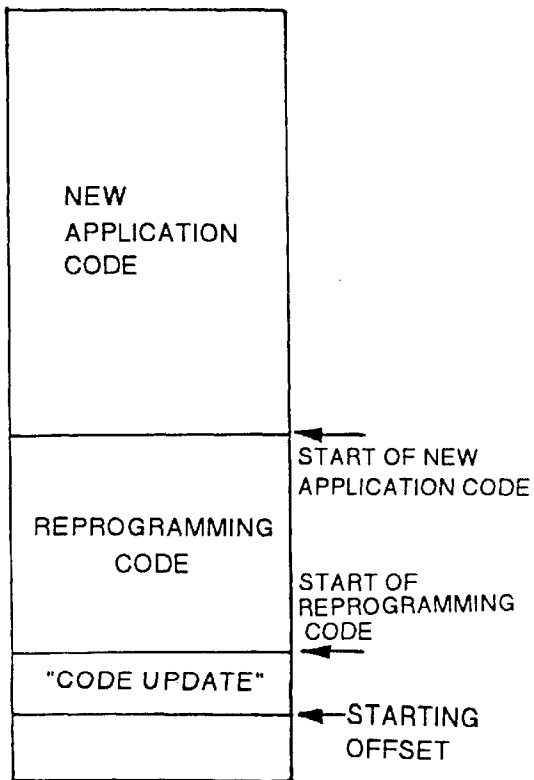 NEW
APPLICATION
CODE
START OF NEW
APPLICATION CODE
REPROGRAMMING
CODE
START OF
REPROGRAMMING
CODE
"CODE UPDATE"
STARTING
OFFSET